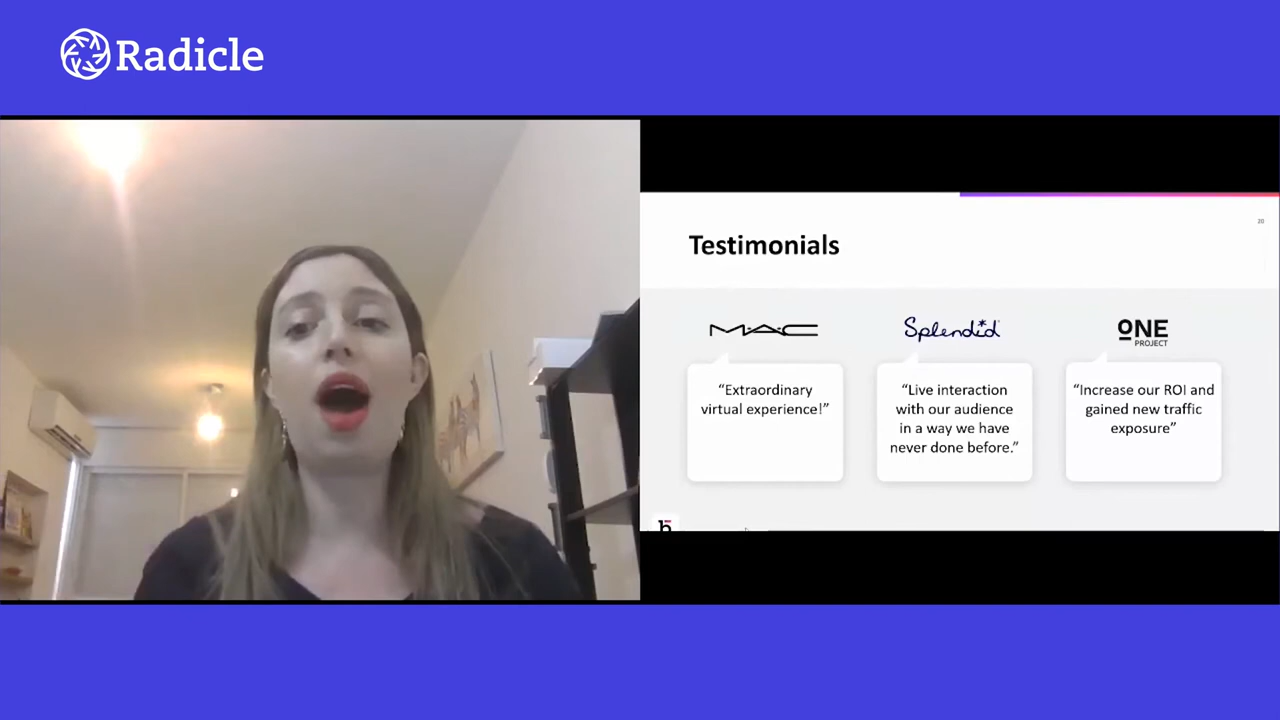 Radicle
20
Testimonials
M·A·C
Splendid
ONE
PROJECT
“Extraordinary
virtual experience!”
“Live interaction
with our audience
in a way we have
never done before.”
“Increase our ROI and
gained new traffic
exposure”